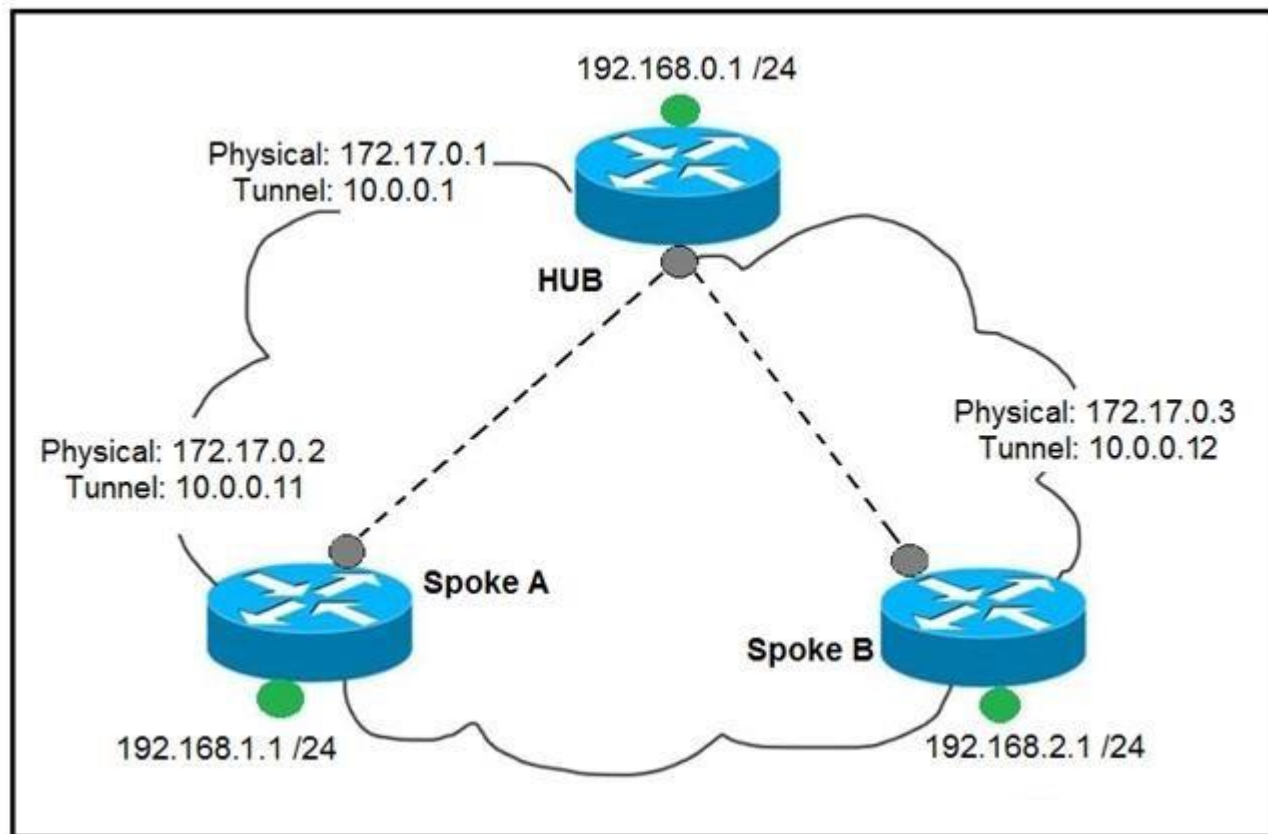 192.168.0.1 /24
Physical: 172.17.0.1
Tunnel: 10.0.0.1
HUB
Physical: 172.17.0.2
Tunnel: 10.0.0.11
Physical: 172.17.0.3
Tunnel: 10.0.0.12
Spoke A
Spoke B
192.168.1.1 /24
192.168.2.1 /24